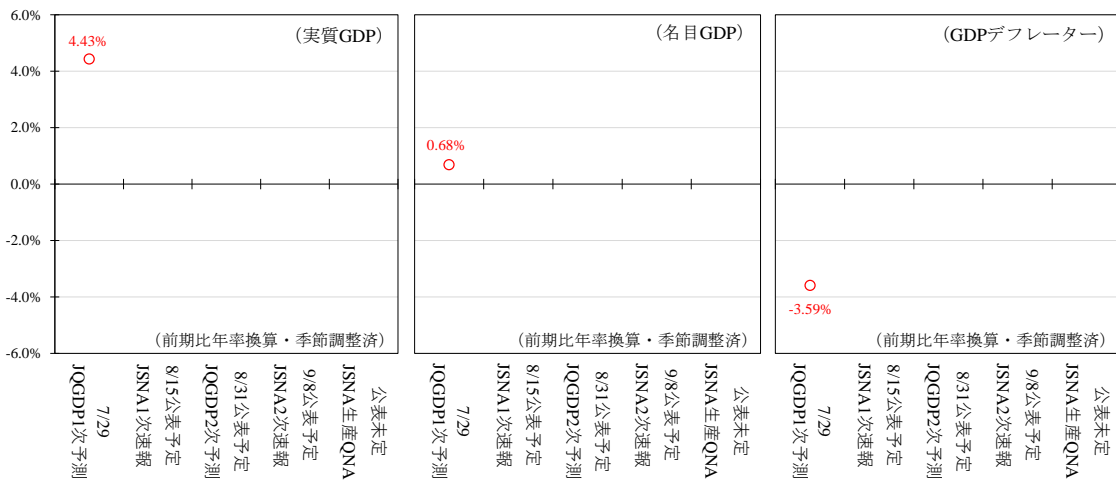 6.0%
4.0%
2.0%
0.0%
-2.0%
-4.0%
-6.0%
（実質GDP）
4.43%
（前期比年率換算・季節調整済）
7/29
JQGDP1次予測
8/15公表予定
JSNA1次速報
8/31公表予定
JQGDP2次予測
9/8公表予定
JSNA2次速報
公表未定
JSNA生産QNA
（名目GDP）
0.68%
（前期比年率換算・季節調整済）
7/29
JQGDP1次予測
8/15公表予定
JSNA1次速報
8/31公表予定
JQGDP2次予測
9/8公表予定
JSNA2次速報
公表未定
JSNA生産QNA
（GDPデフレーター）
-3.59%
（前期比年率換算・季節調整済）
7/29
JQGDP1次予測
8/15公表予定
JSNA1次速報
8/31公表予定
JQGDP2次予測
9/8公表予定
JSNA2次速報
公表未定
JSNA生産QNA